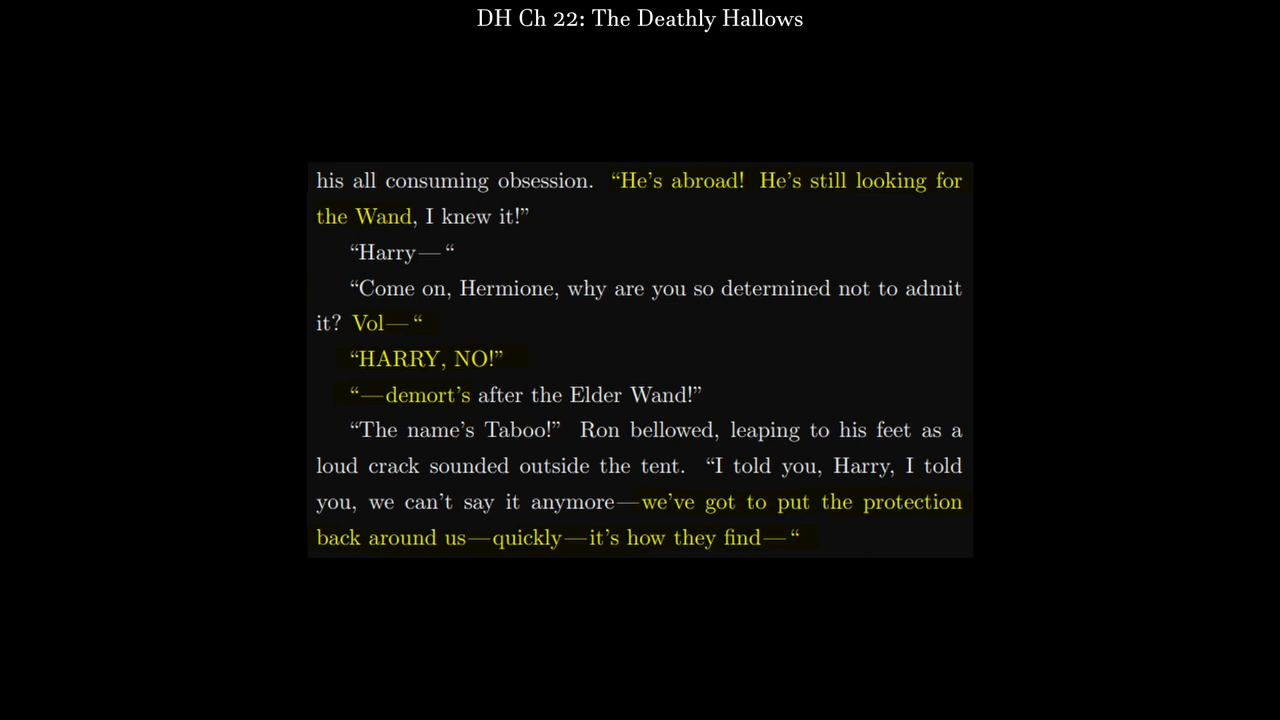 DH Ch 22: The Deathly Hallows
his all consuming obsession. “He’s abroad! He’s still looking for
the Wand, I knew it!”
“Harry—“
“Come on, Hermione, why are you so determined not to admit
it? Vol—“
“HARRY, NO!”
“—demort’s after the Elder Wand!”
“The name’s Taboo!” Ron bellowed, leaping to his feet as a
loud crack sounded outside the tent. “I told you, Harry, I told
you, we can’t say it anymore—we’ve got to put the protection
back around us—quickly—it’s how they find—“